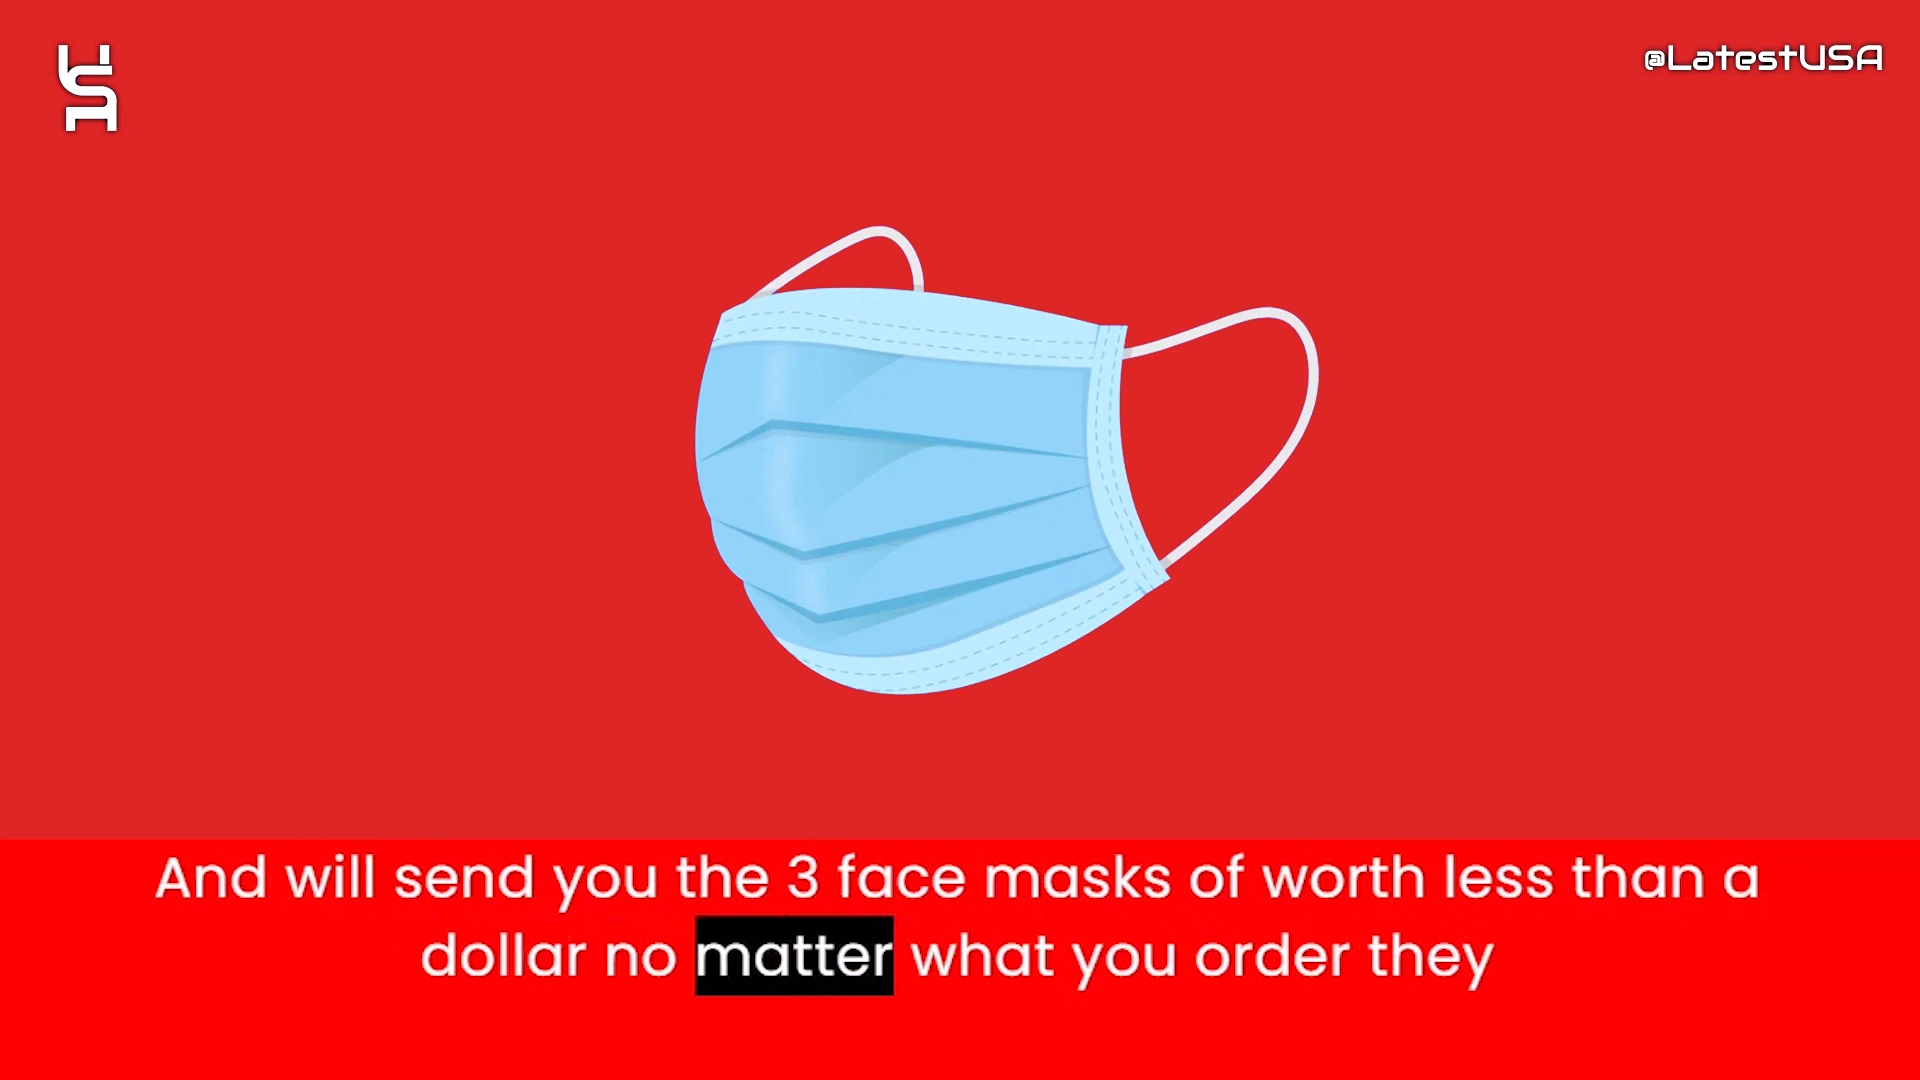 USA
@LatestUSA
And will send you the 3 face masks of worth less than a
dollar no matter what you order they